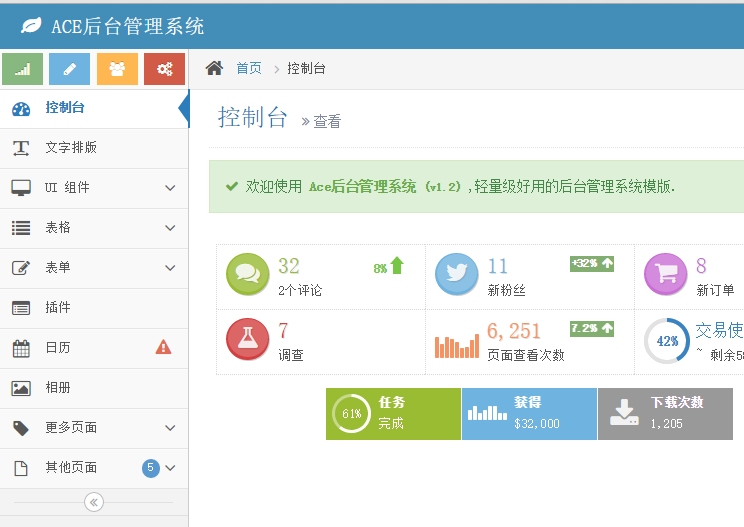 ACE后台管理系统
首页 控制台
控制台
文字排版
UI 组件
表格
表单
插件
日历
相册
更多页面
其他页面 5
控制台 » 查看
欢迎使用 Ace后台管理系统 (v1.2) ,轻量级好用的后台管理系统模版.
32 8%
2个评论
11 +32%
新粉丝
8
新订单
7
调查
6,251 7.2%
页面查看次数
42% 交易使
~ 剩余58
61% 任务
完成
获得
$32,000
下载次数
1,205